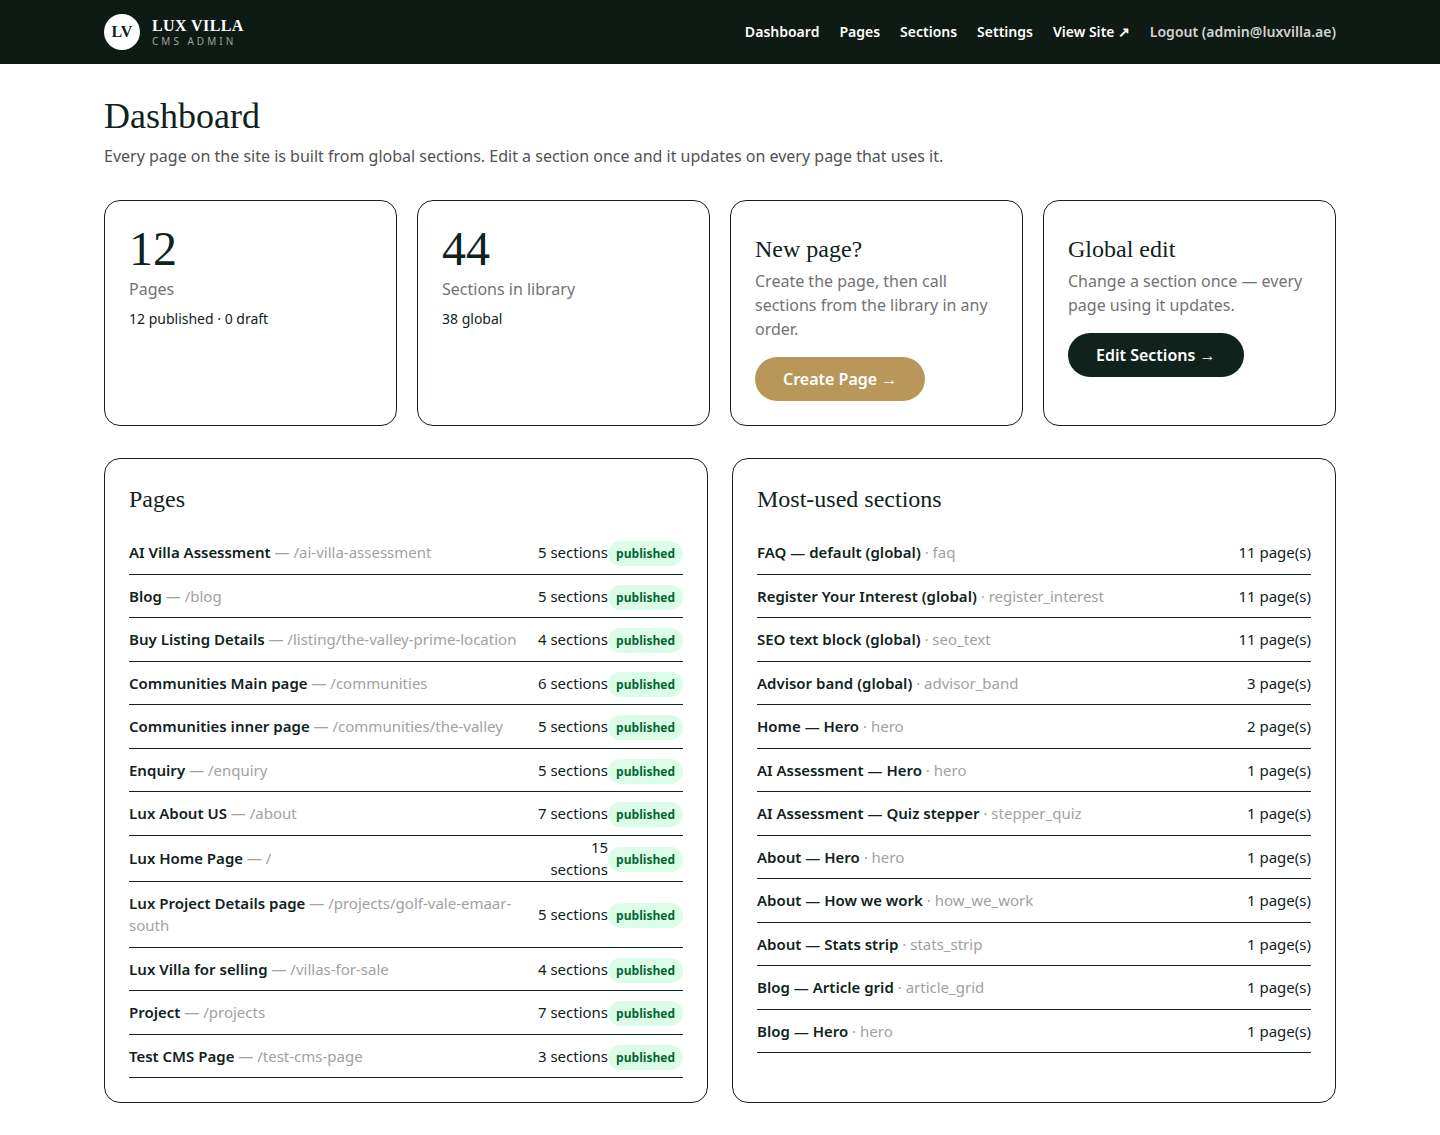 LV
LUX VILLA
CMS ADMIN
Dashboard Pages Sections Settings View Site ↗ Logout (admin@luxvilla.ae)
Dashboard
Every page on the site is built from global sections. Edit a section once and it updates on every page that uses it.
12
Pages
12 published · 0 draft
44
Sections in library
38 global
New page?
Create the page, then call
sections from the library in any
order.
Create Page →
Global edit
Change a section once — every
page using it updates.
Edit Sections →
Pages
AI Villa Assessment — /ai-villa-assessment 5 sections published
Blog — /blog 5 sections published
Buy Listing Details — /listing/the-valley-prime-location 4 sections published
Communities Main page — /communities 6 sections published
Communities inner page — /communities/the-valley 5 sections published
Enquiry — /enquiry 5 sections published
Lux About US — /about 7 sections published
Lux Home Page — / 15
sections published
Lux Project Details page — /projects/golf-vale-emaar-
south 5 sections published
Lux Villa for selling — /villas-for-sale 4 sections published
Project — /projects 7 sections published
Test CMS Page — /test-cms-page 3 sections published
Most-used sections
FAQ — default (global) · faq 11 page(s)
Register Your Interest (global) · register_interest 11 page(s)
SEO text block (global) · seo_text 11 page(s)
Advisor band (global) · advisor_band 3 page(s)
Home — Hero · hero 2 page(s)
AI Assessment — Hero · hero 1 page(s)
AI Assessment — Quiz stepper · stepper_quiz 1 page(s)
About — Hero · hero 1 page(s)
About — How we work · how_we_work 1 page(s)
About — Stats strip · stats_strip 1 page(s)
Blog — Article grid · article_grid 1 page(s)
Blog — Hero · hero 1 page(s)